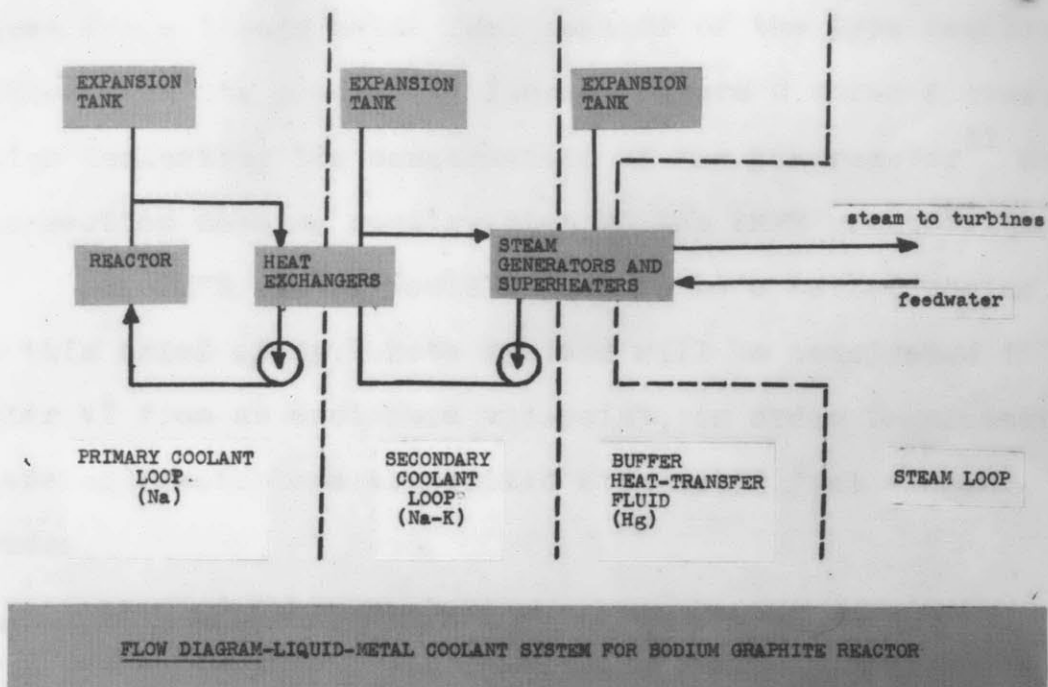 EXPANSION
TANK
EXPANSION
TANK
EXPANSION
TANK
REACTOR
HEAT
EXCHANGERS
STEAM
GENERATORS AND
SUPERHEATERS
steam to turbines
feedwater
PRIMARY COOLANT
LOOP
(Na)
SECONDARY
COOLANT
LOOP
(Na-K)
BUFFER
HEAT-TRANSFER
FLUID
(Hg)
STEAM LOOP
FLOW DIAGRAM-LIQUID-METAL COOLANT SYSTEM FOR SODIUM GRAPHITE REACTOR